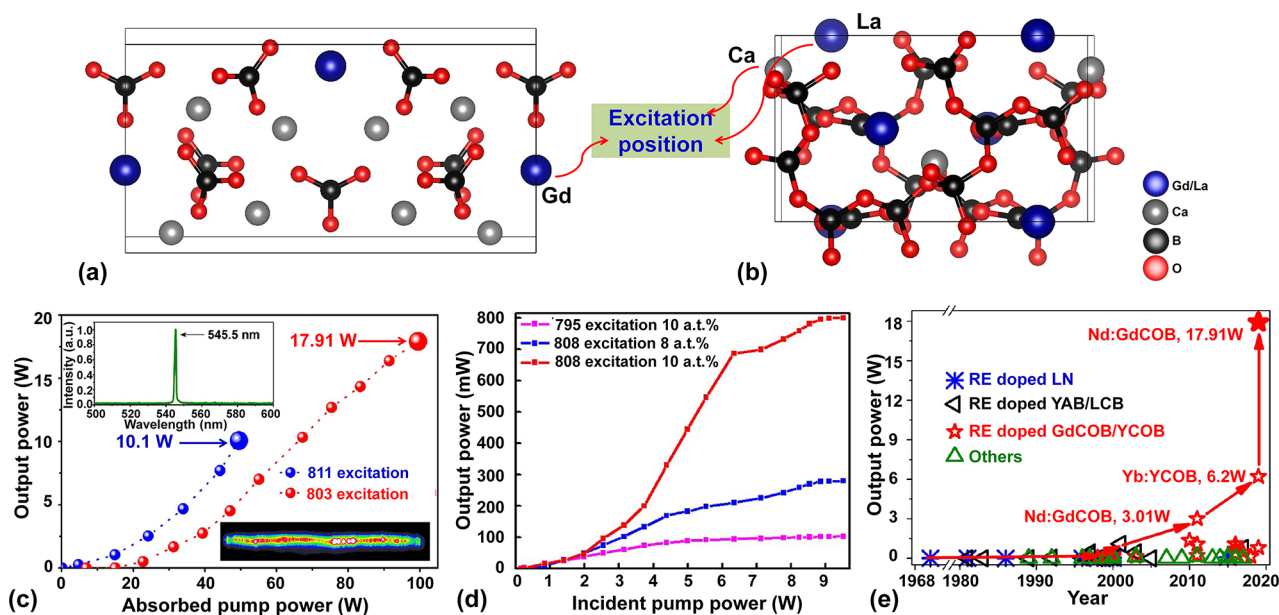 La
Ca
Excitation
position
Gd
Gd/La
Ca
B
O
(a)
(b)
20
15
10
5
0
Output power (W)
0
20
40
60
80
100
Absorbed pump power (W)
1.0
0.8
0.6
0.4
0.2
0.0
Intensity (a.u.)
500
520
540
560
580
600
Wavelength (nm)
545.5 nm
17.91 W
10.1 W
811 excitation
803 excitation
(c)
800
700
600
500
400
300
200
100
0
Output power (mW)
0
1
2
3
4
5
6
7
8
9
Incident pump power (W)
795 excitation 10 a.t.%
808 excitation 8 a.t.%
808 excitation 10 a.t.%
(d)
18
15
12
9
6
3
0
Output power (W)
1968
1980
1990
2000
2010
2020
Year
Nd:GdCOB, 17.91W
RE doped LN
RE doped YAB/LCB
RE doped GdCOB/YCOB
Others
Yb:YCOB, 6.2W
Nd:GdCOB, 3.01W
(e)